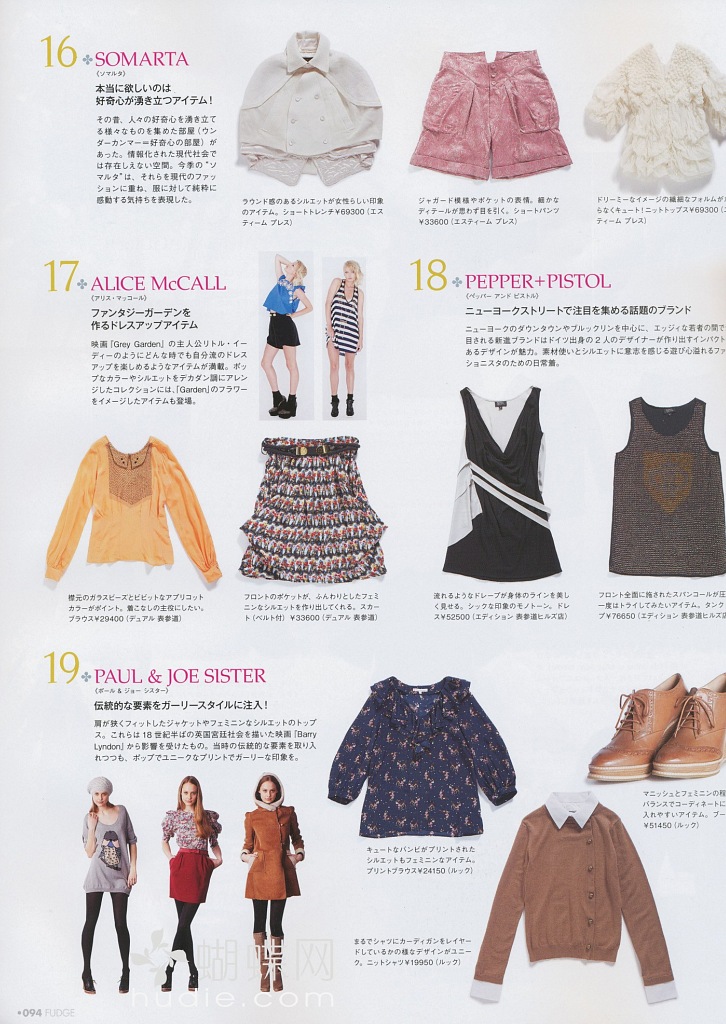 16 SOMARTA
（ソマルタ）
本当に欲しいのは
好奇心が湧き立つアイテム！
その昔、人々の好奇心を湧き立て
る様々なものを集めた部屋（ウン
ダーカンマー＝好奇心の部屋）が
あった。情報化された現代社会で
は存在しえない空間。今季の“ソ
マルタ”は、それらを現代のファッ
ションに重ね、服に対して純粋に
感動する気持ちを表現した。
ラウンド感のあるシルエットが女性らしい印象
のアイテム。ショートトレンチ¥69300（エス
ティーム プレス）
ジャガード模様やポケットの表情。細かな
ディテールが思わず目を引く。ショートパンツ
¥33600（エスティーム プレス）
ドリーミーなイメージの繊細なフォルムが
らなくキュート！ニットトップス¥69300（エ
ティーム プレス）
17 ALICE McCALL
（アリス・マッコール）
ファンタジーガーデンを
作るドレスアップアイテム
映画『Grey Garden』の主人公リトル・イー
ディーのようにどんな時でも自分流のドレス
アップを楽しめるようなアイテムが満載。ポッ
プなカラーやシルエットをデカダン調にアレン
ジしたコレクションには、『Garden』のフラワー
をイメージしたアイテムも登場。
襟元のガラスビーズとビビットなアプリコット
カラーがポイント。着こなしの主役にしたい。
ブラウス¥29400（デュアル 表参道）
フロントのポケットが、ふんわりとしたフェミ
ニンなシルエットを作り出してくれる。スカー
ト（ベルト付）¥33600（デュアル 表参道）
18 PEPPER+PISTOL
（ペッパー アンド ピストル）
ニューヨークストリートで注目を集める話題のブランド
ニューヨークのダウンタウンやブルックリンを中心に、エッジィな若者の間で
目される新進ブランドはドイツ出身の2人のデザイナーが作り出すインパクト
あるデザインが魅力。素材使いとシルエットに意志を感じる遊び心溢れるファ
ショニスタのための日常着。
流れるようなドレープが身体のラインを美し
く見せる。シックな印象のモノトーン。ドレ
ス¥52500（エディション 表参道ヒルズ店）
フロント全面に施されたスパンコールが圧
一度はトライしてみたいアイテム。タンク
プ¥76650（エディション 表参道ヒルズ店
19 PAUL & JOE SISTER
（ポール & ジョー シスター）
伝統的な要素をガーリースタイルに注入！
肩が狭くフィットしたジャケットやフェミニンなシルエットのトップ
ス。これらは18世紀半ばの英国宮廷社会を描いた映画『Barry
Lyndon』から影響を受けたもの。当時の伝統的な要素を取り入
れつつも、ポップでユニークなプリントでガーリーな印象を。
キュートなバンビがプリントされた
シルエットもフェミニンなアイテム。
プリントブラウス¥24150（ルック）
マニッシュとフェミニンの程
バランスでコーディネートに
入れやすいアイテム。ブー
¥51450（ルック）
まるでシャツにカーディガンをレイヤー
ドしているかの様なデザインがユニー
ク。ニットシャツ¥19950（ルック）
蝴蝶网
hudie.com
•094 FUDGE